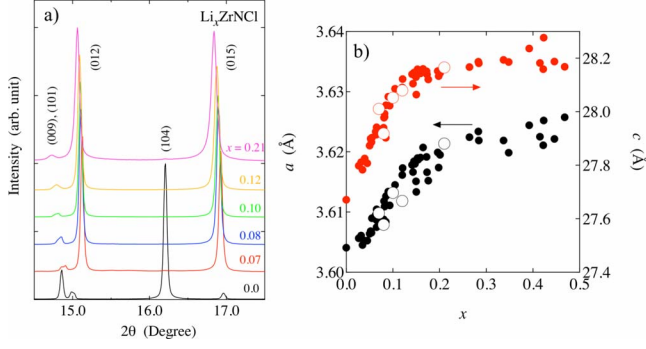 a)
LiₓZrNCl
(012)
(015)
(009), (101)
(104)
x = 0.21
0.12
0.10
0.08
0.07
0.0
Intensity (arb. unit)
15.0 16.0 17.0
2θ (Degree)
b)
3.64
3.63
3.62
3.61
3.60
a (Å)
28.2
28.0
27.8
27.6
27.4
c (Å)
0.0 0.1 0.2 0.3 0.4 0.5
x